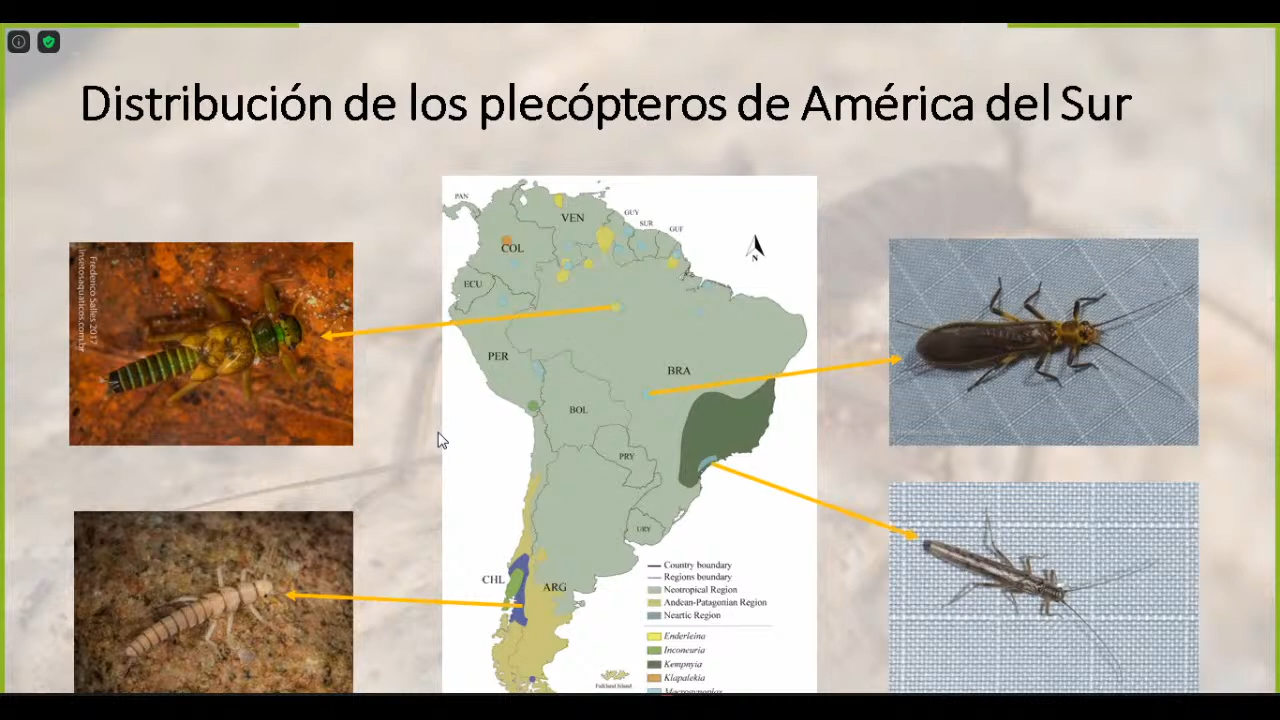 Distribución de los plecópteros de América del Sur
Frederico Salles 2017
insetosaquaticos.com.br
PAN
VEN
GUY
SUR
GUF
COL
ECU
N
PER
BRA
BOL
PRY
URY
CHL
ARG
Country boundary
Regions boundary
Neotropical Region
Andean-Patagonian Region
Neartic Region
Enderleina
Inconeuria
Kempnyia
Klapalekia
Macrogynoplax
Falkland Island